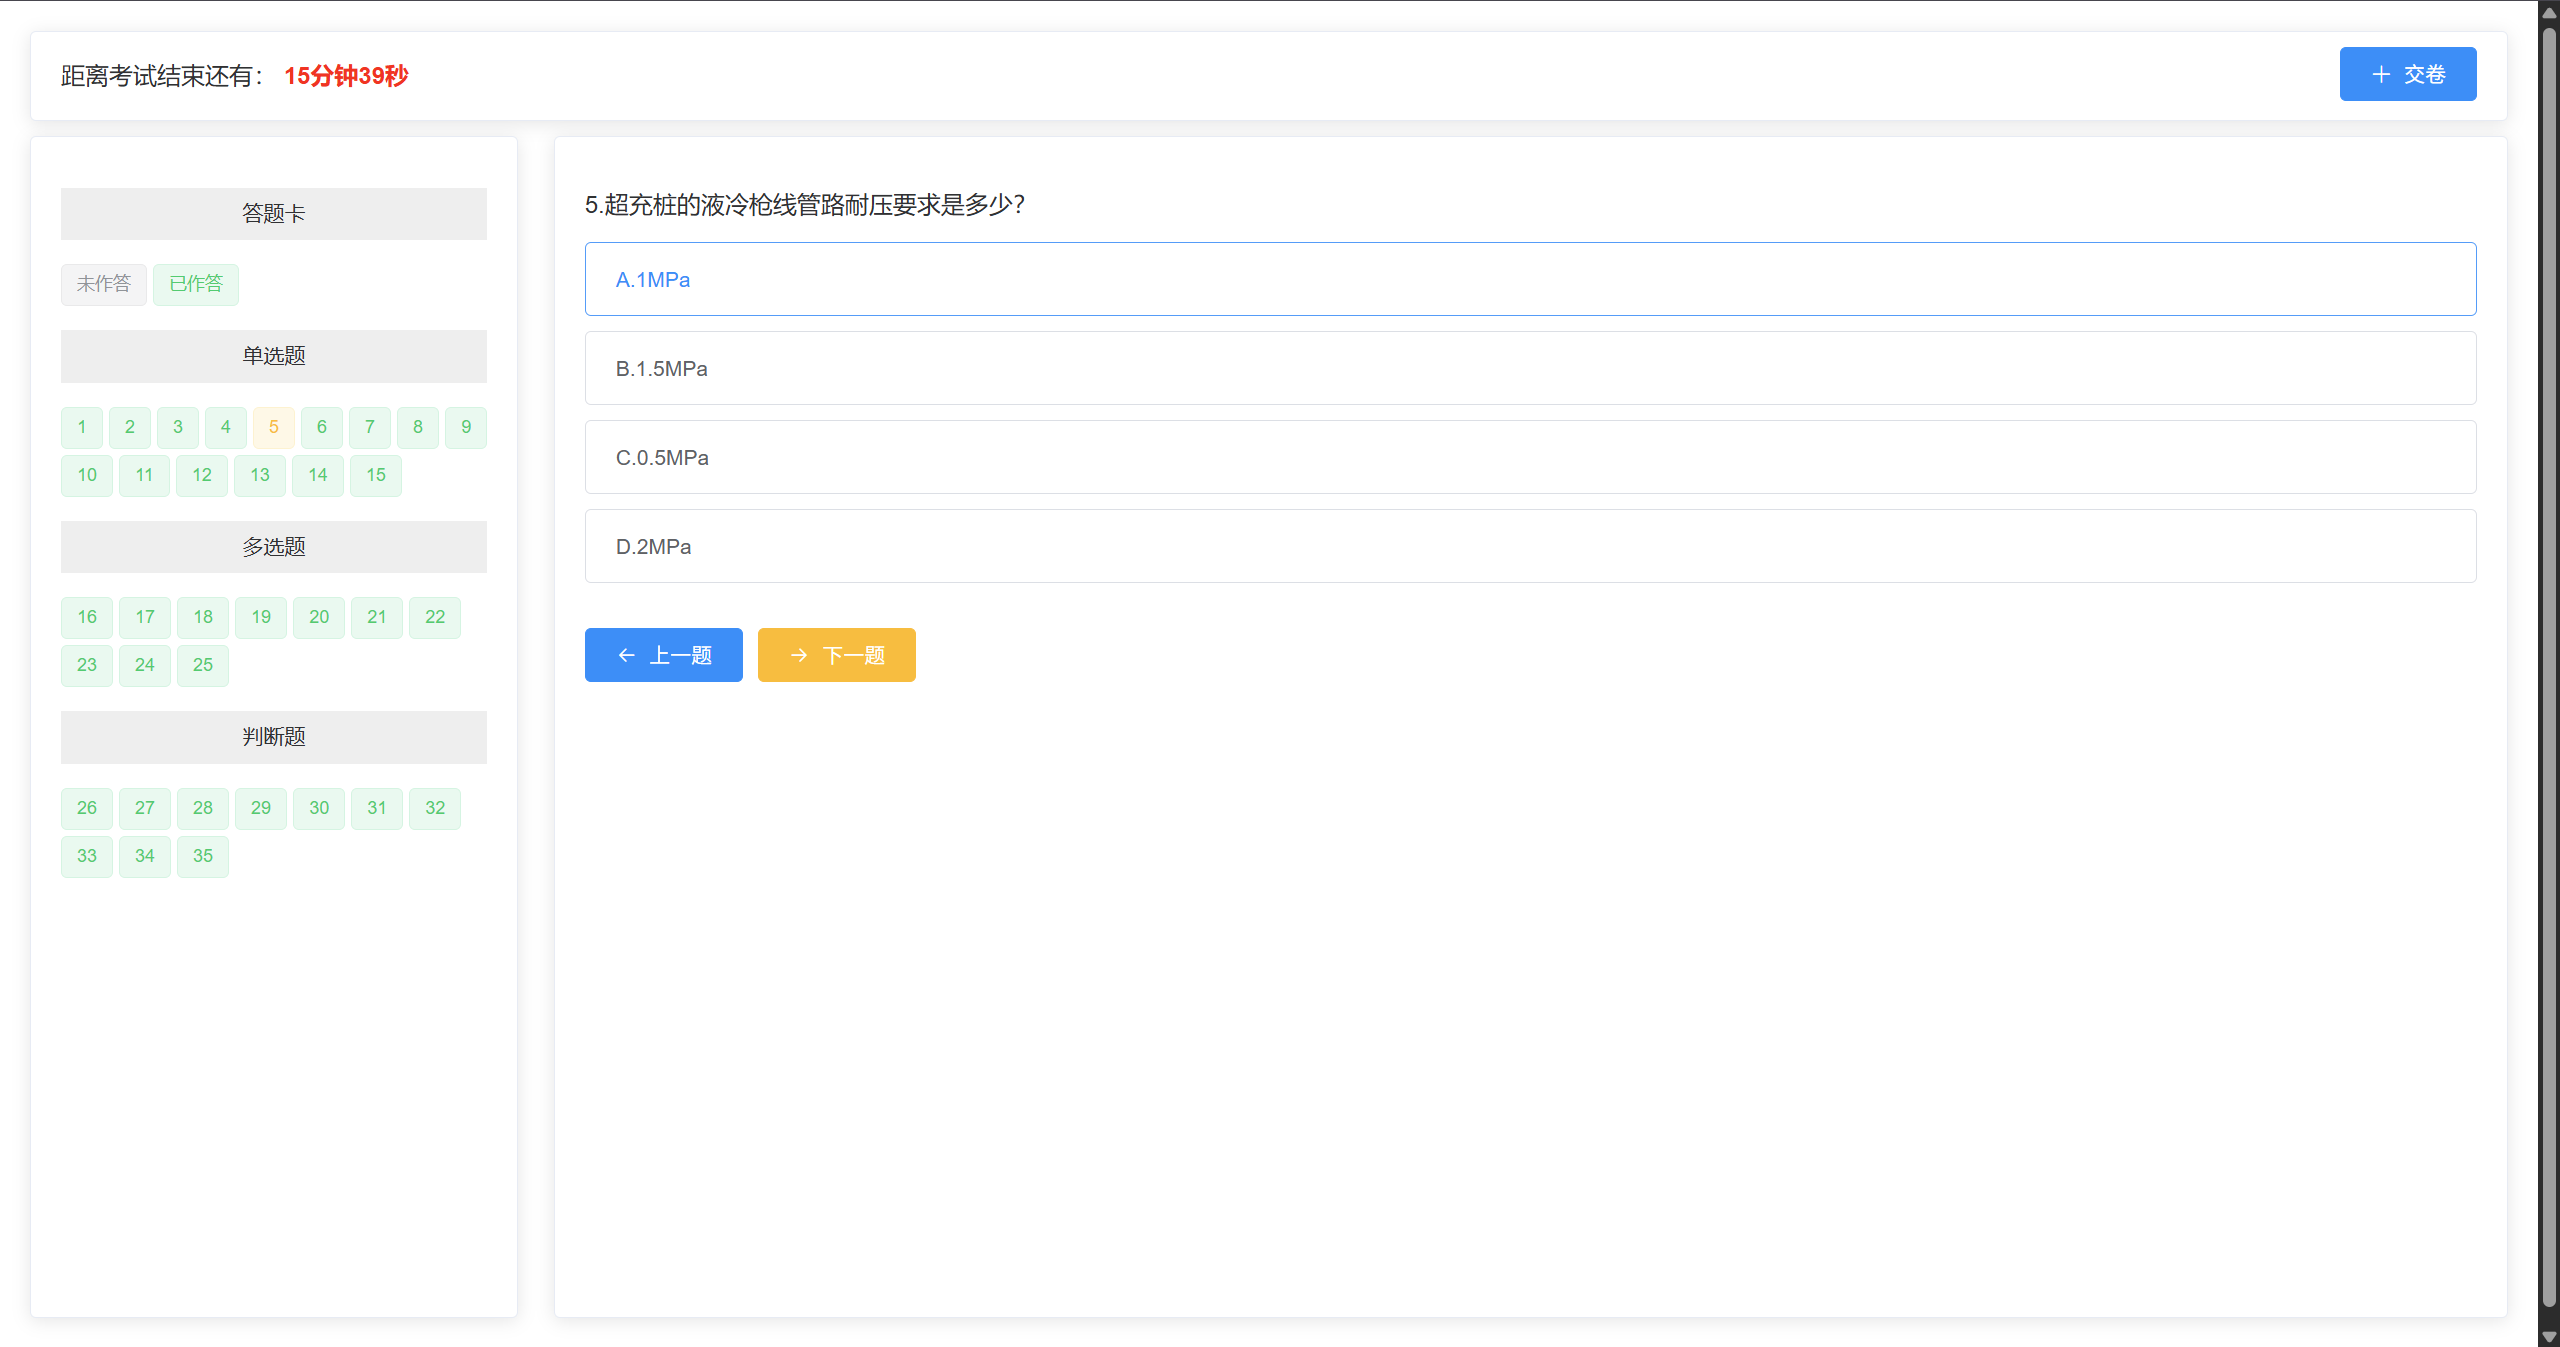 距离考试结束还有： 15分钟39秒
交卷
答题卡
未作答 已作答
单选题
1 2 3 4 5 6 7 8 9
10 11 12 13 14 15
多选题
16 17 18 19 20 21 22
23 24 25
判断题
26 27 28 29 30 31 32
33 34 35
5.超充桩的液冷枪线管路耐压要求是多少？
A.1MPa
B.1.5MPa
C.0.5MPa
D.2MPa
上一题 下一题